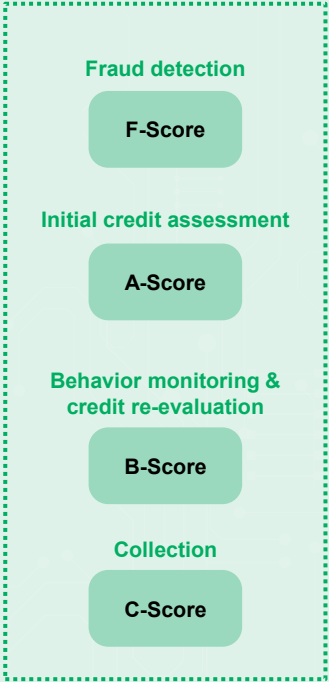 Fraud detection
F-Score
Initial credit assessment
A-Score
Behavior monitoring &
credit re-evaluation
B-Score
Collection
C-Score